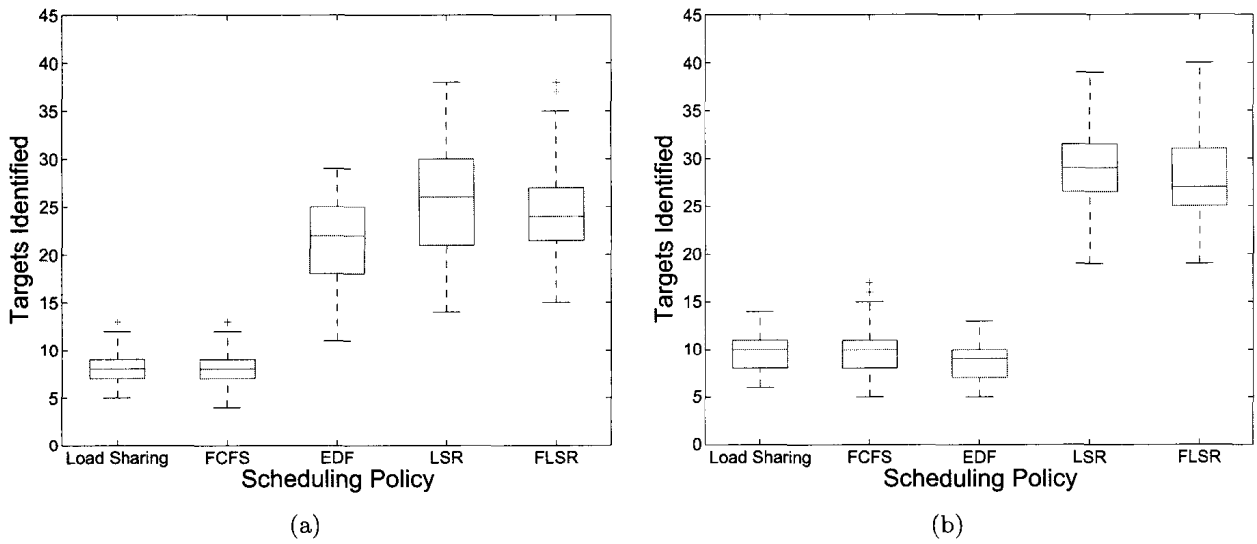 45
40
35
30
25
20
15
10
5
0
Targets Identified
Load Sharing FCFS EDF LSR FLSR
Scheduling Policy
(a)
45
40
35
30
25
20
15
10
5
0
Targets Identified
Load Sharing FCFS EDF LSR FLSR
Scheduling Policy
(b)